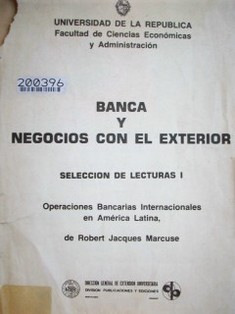 UNIVERSIDAD DE LA REPUBLICA
Facultad de Ciencias Económicas
y Administración
200396
BANCA
Y
NEGOCIOS CON EL EXTERIOR
SELECCION DE LECTURAS I
Operaciones Bancarias Internacionales
en América Latina,
de Robert Jacques Marcuse
DIRECCION GENERAL DE EXTENSION UNIVERSITARIA
DIVISION PUBLICACIONES Y EDICIONES